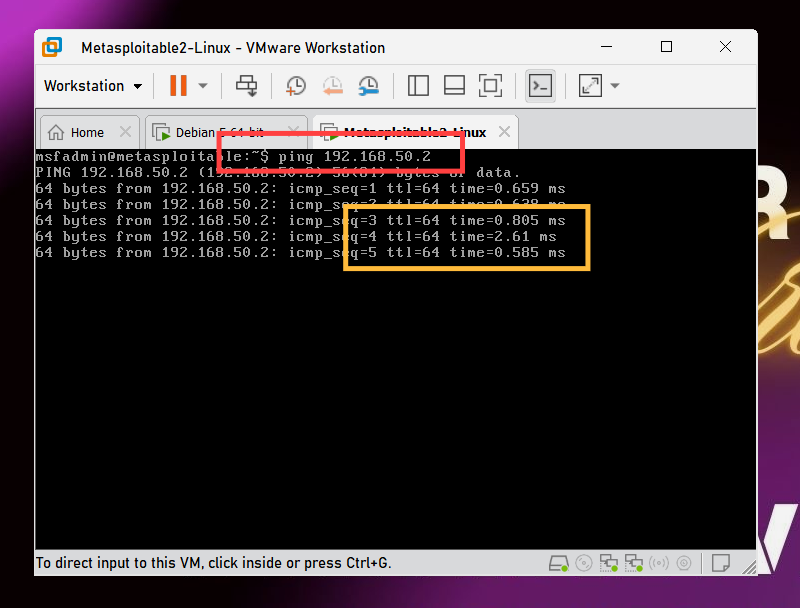 Metasploitable2-Linux - VMware Workstation
Workstation
Home
Debian 5 64-bit
Metasploitable2-Linux
msfadmin@metasploitable:~$ ping 192.168.50.2
PING 192.168.50.2 (192.168.50.2) 56(84) bytes of data.
64 bytes from 192.168.50.2: icmp_seq=1 ttl=64 time=0.659 ms
64 bytes from 192.168.50.2: icmp_seq=2 ttl=64 time=0.638 ms
64 bytes from 192.168.50.2: icmp_seq=3 ttl=64 time=0.805 ms
64 bytes from 192.168.50.2: icmp_seq=4 ttl=64 time=2.61 ms
64 bytes from 192.168.50.2: icmp_seq=5 ttl=64 time=0.585 ms
To direct input to this VM, click inside or press Ctrl+G.